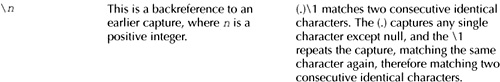 \n
This is a backreference to an
earlier capture, where n is a
positive integer.
(.)\1 matches two consecutive identical
characters. The (.) captures any single
character except null, and the \1
repeats the capture, matching the same
character again, therefore matching two
consecutive identical characters.